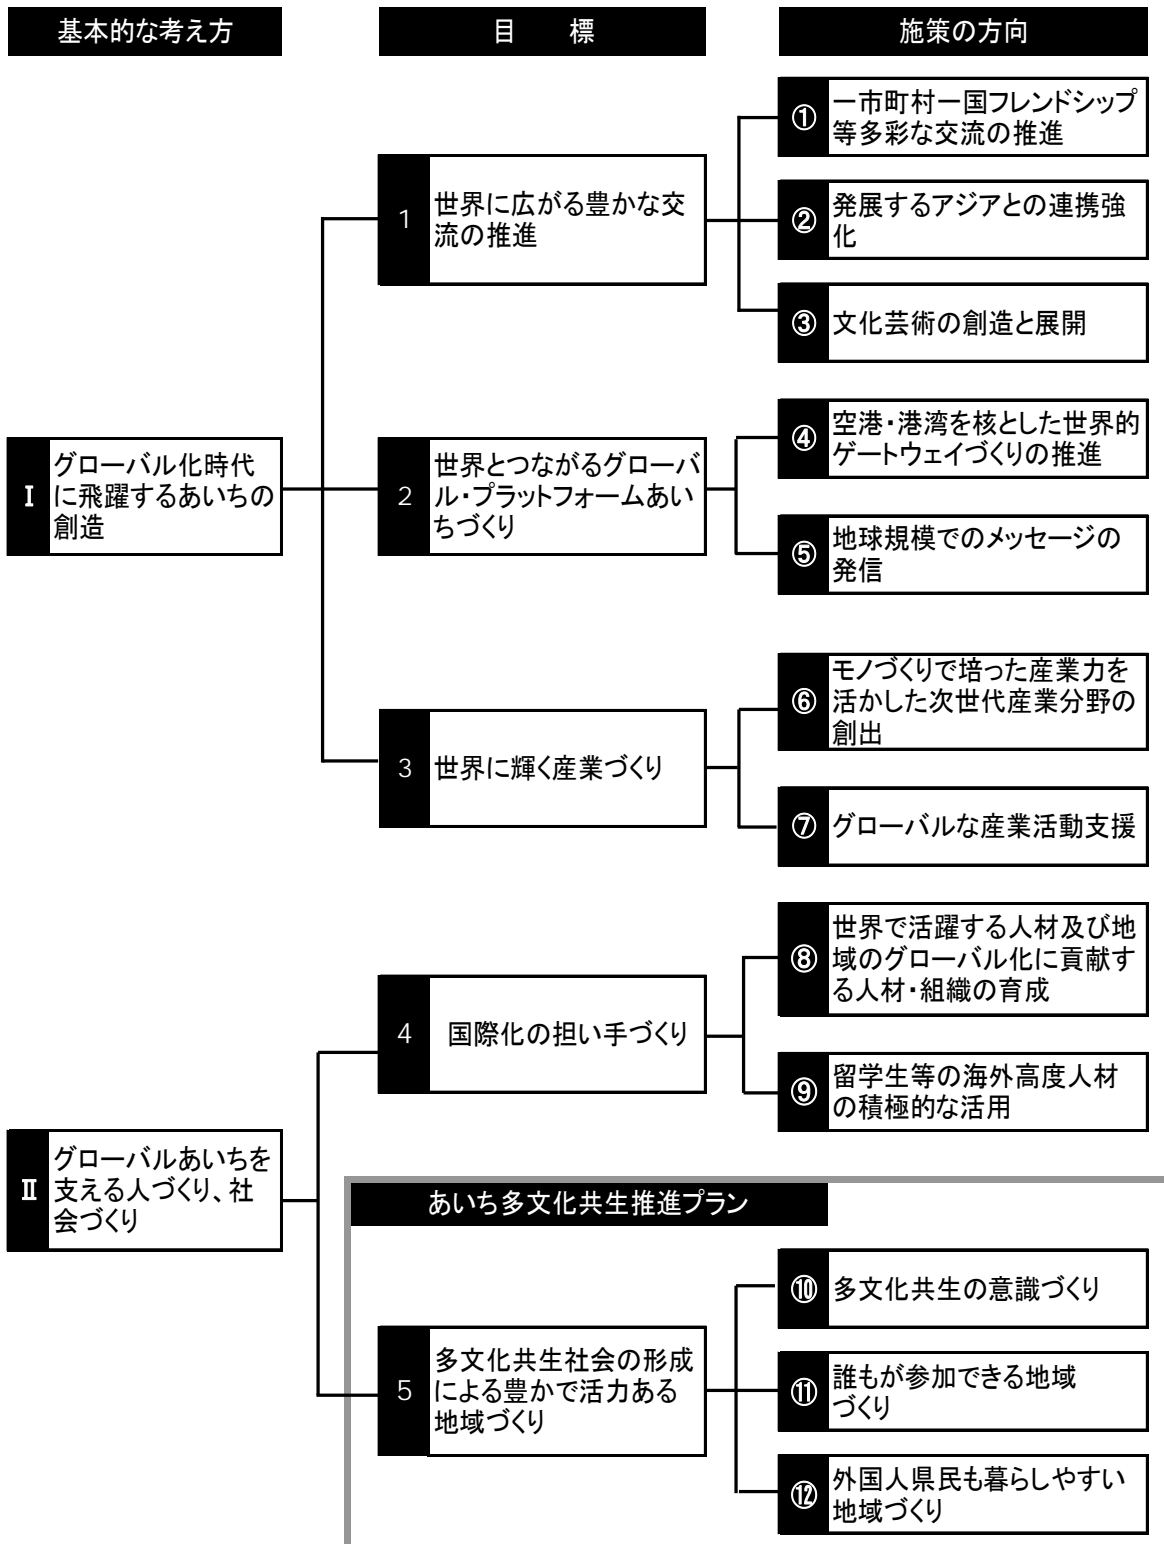 基本的な考え方
目　標
施策の方向
Ⅰ
グローバル化時代
に飛躍するあいちの
創造
1
世界に広がる豊かな交
流の推進
①
一市町村一国フレンドシップ
等多彩な交流の推進
②
発展するアジアとの連携強
化
③
文化芸術の創造と展開
2
世界とつながるグローバ
ル・プラットフォームあい
ちづくり
④
空港・港湾を核とした世界的
ゲートウェイづくりの推進
⑤
地球規模でのメッセージの
発信
3
世界に輝く産業づくり
⑥
モノづくりで培った産業力を
活かした次世代産業分野の
創出
⑦
グローバルな産業活動支援
Ⅱ
グローバルあいちを
支える人づくり、社
会づくり
4
国際化の担い手づくり
⑧
世界で活躍する人材及び地
域のグローバル化に貢献す
る人材・組織の育成
⑨
留学生等の海外高度人材
の積極的な活用
あいち多文化共生推進プラン
5
多文化共生社会の形成
による豊かで活力ある
地域づくり
⑩
多文化共生の意識づくり
⑪
誰もが参加できる地域
づくり
⑫
外国人県民も暮らしやすい
地域づくり